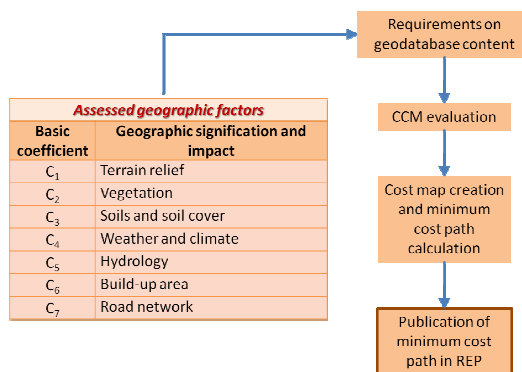 Requirements on
geodatabase content
Assessed geographic factors
Basic
coefficient
Geographic signification and
impact
C1 Terrain relief
C2 Vegetation
C3 Soils and soil cover
C4 Weather and climate
C5 Hydrology
C6 Build-up area
C7 Road network
CCM evaluation
Cost map creation
and minimum
cost path
calculation
Publication of
minimum cost
path in REP